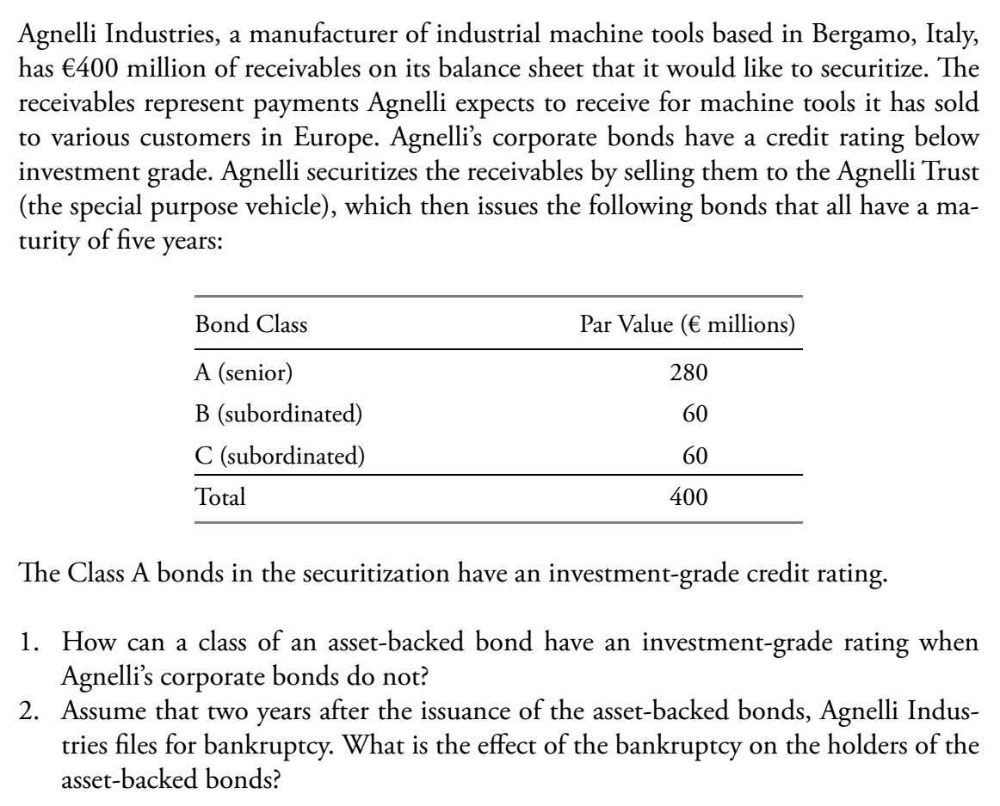 Agnelli Industries, a manufacturer of industrial machine tools based in Bergamo, Italy,
has €400 million of receivables on its balance sheet that it would like to securitize. The
receivables represent payments Agnelli expects to receive for machine tools it has sold
to various customers in Europe. Agnelli’s corporate bonds have a credit rating below
investment grade. Agnelli securitizes the receivables by selling them to the Agnelli Trust
(the special purpose vehicle), which then issues the following bonds that all have a ma-
turity of five years:
Bond Class Par Value (€ millions)
A (senior) 280
B (subordinated) 60
C (subordinated) 60
Total 400
The Class A bonds in the securitization have an investment-grade credit rating.
1. How can a class of an asset-backed bond have an investment-grade rating when
Agnelli’s corporate bonds do not?
2. Assume that two years after the issuance of the asset-backed bonds, Agnelli Indus-
tries files for bankruptcy. What is the effect of the bankruptcy on the holders of the
asset-backed bonds?